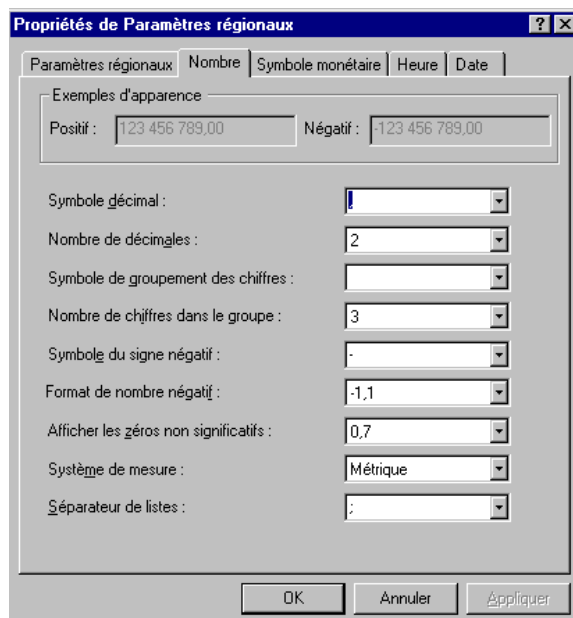 Propriétés de Paramètres régionaux
Paramètres régionaux Nombre Symbole monétaire Heure Date
Exemples d'apparence
Positif : 123 456 789,00 Négatif : -123 456 789,00
Symbole décimal : ,
Nombre de décimales : 2
Symbole de groupement des chiffres :
Nombre de chiffres dans le groupe : 3
Symbole du signe négatif : -
Format de nombre négatif : -1,1
Afficher les zéros non significatifs : 0,7
Système de mesure : Métrique
Séparateur de listes : ;
OK Annuler Appliquer